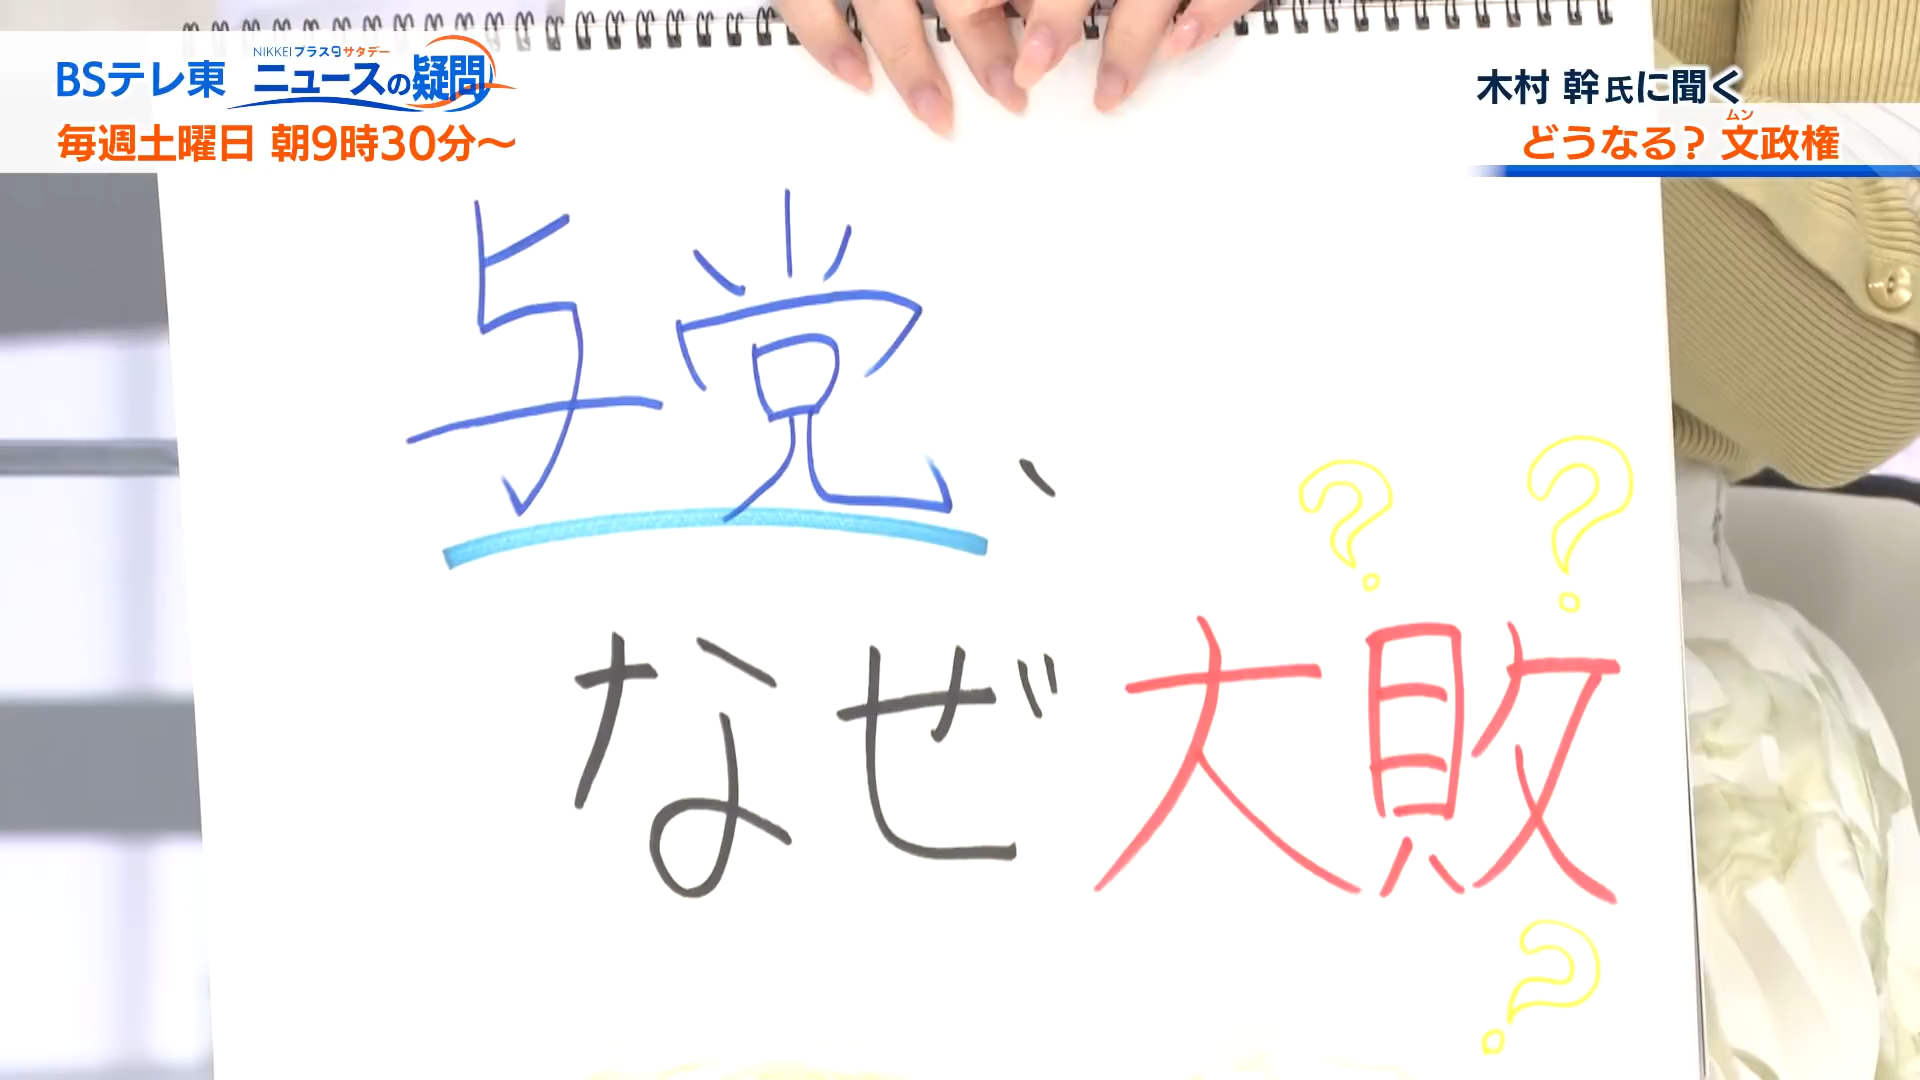 NIKKEIプラス9サタデー
BSテレ東 ニュースの疑問
毎週土曜日 朝9時30分〜
木村 幹氏に聞く
ムン
どうなる？ 文政権
与党、
なぜ大敗
? ?
?